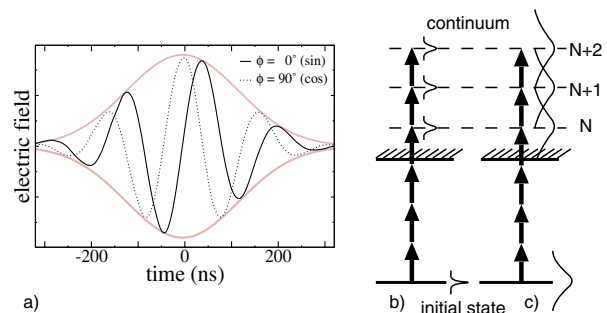 continuum
φ = 0° (sin)
φ = 90° (cos)
electric field
-200
0
200
time (ns)
a)
N+2
N+1
N
b)
c)
initial state